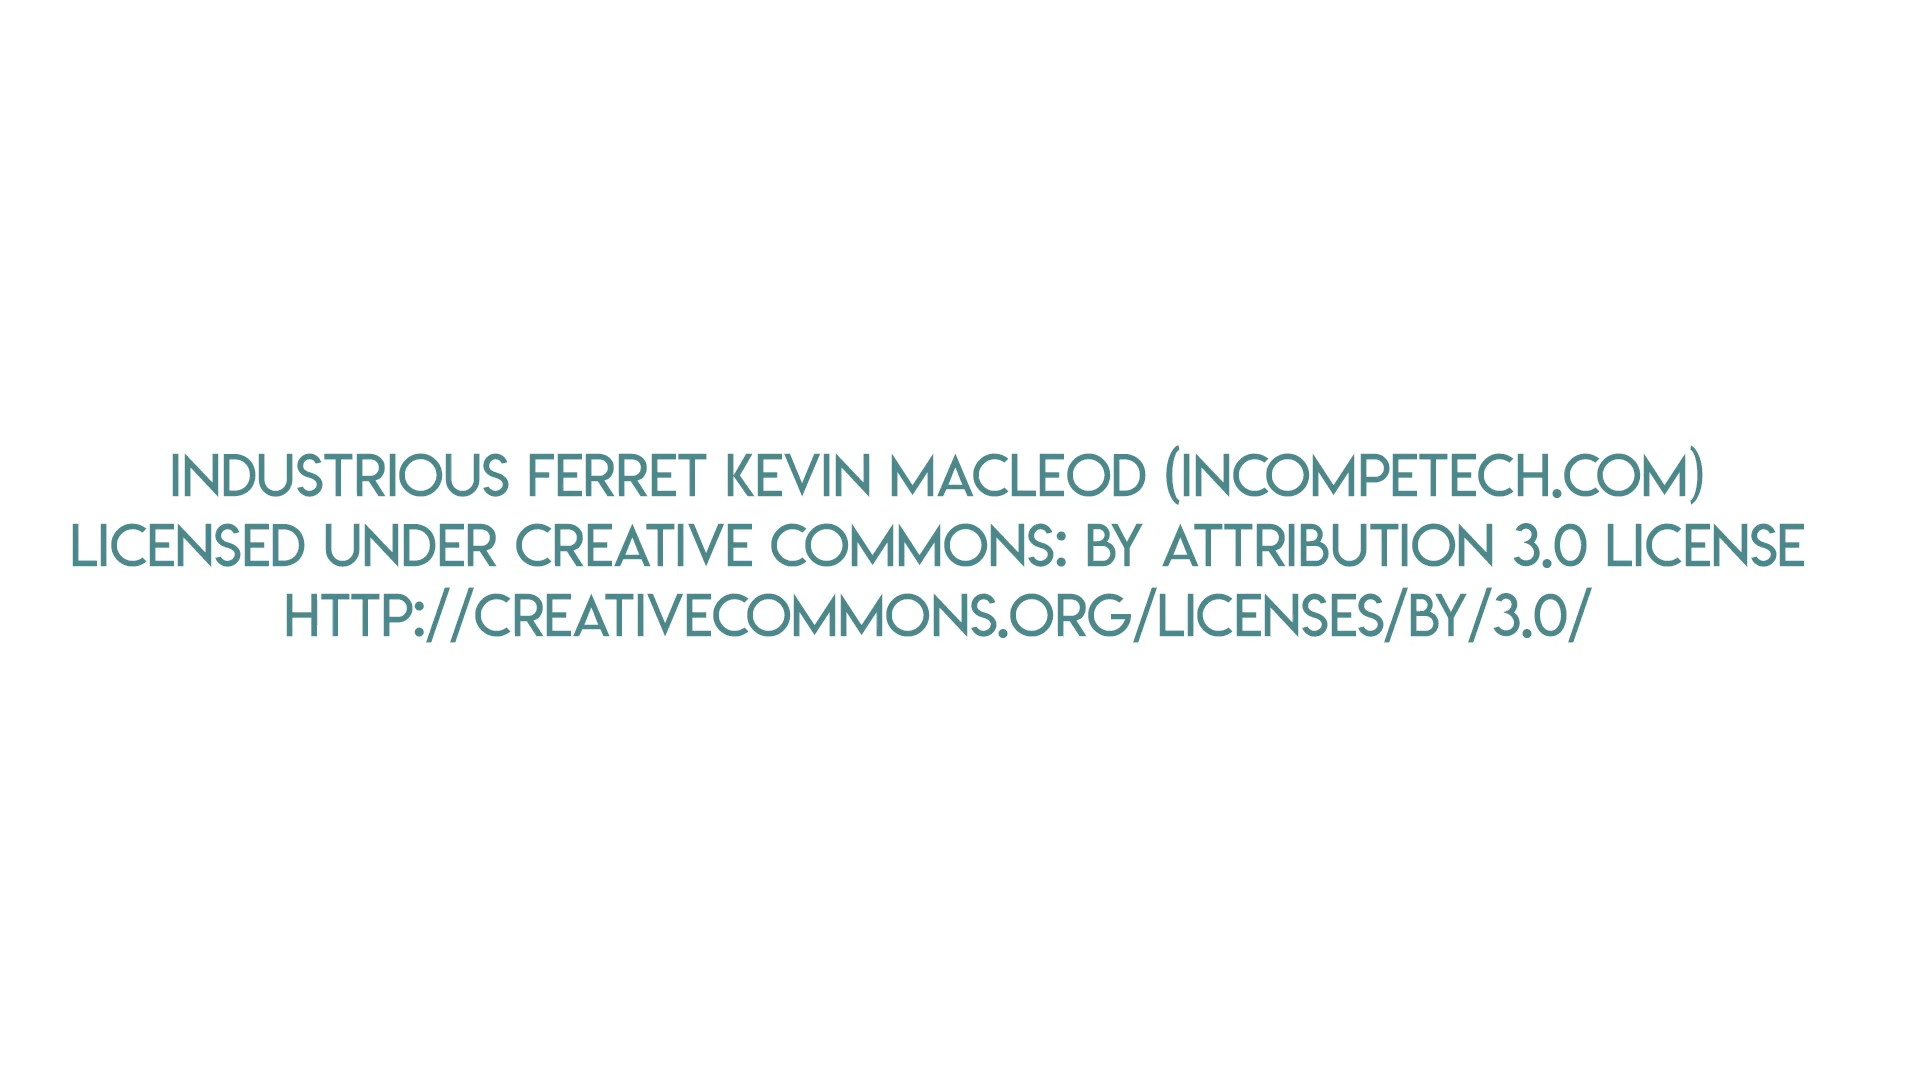 INDUSTRIOUS FERRET KEVIN MACLEOD (INCOMPETECH.COM)
LICENSED UNDER CREATIVE COMMONS: BY ATTRIBUTION 3.0 LICENSE
HTTP://CREATIVECOMMONS.ORG/LICENSES/BY/3.0/